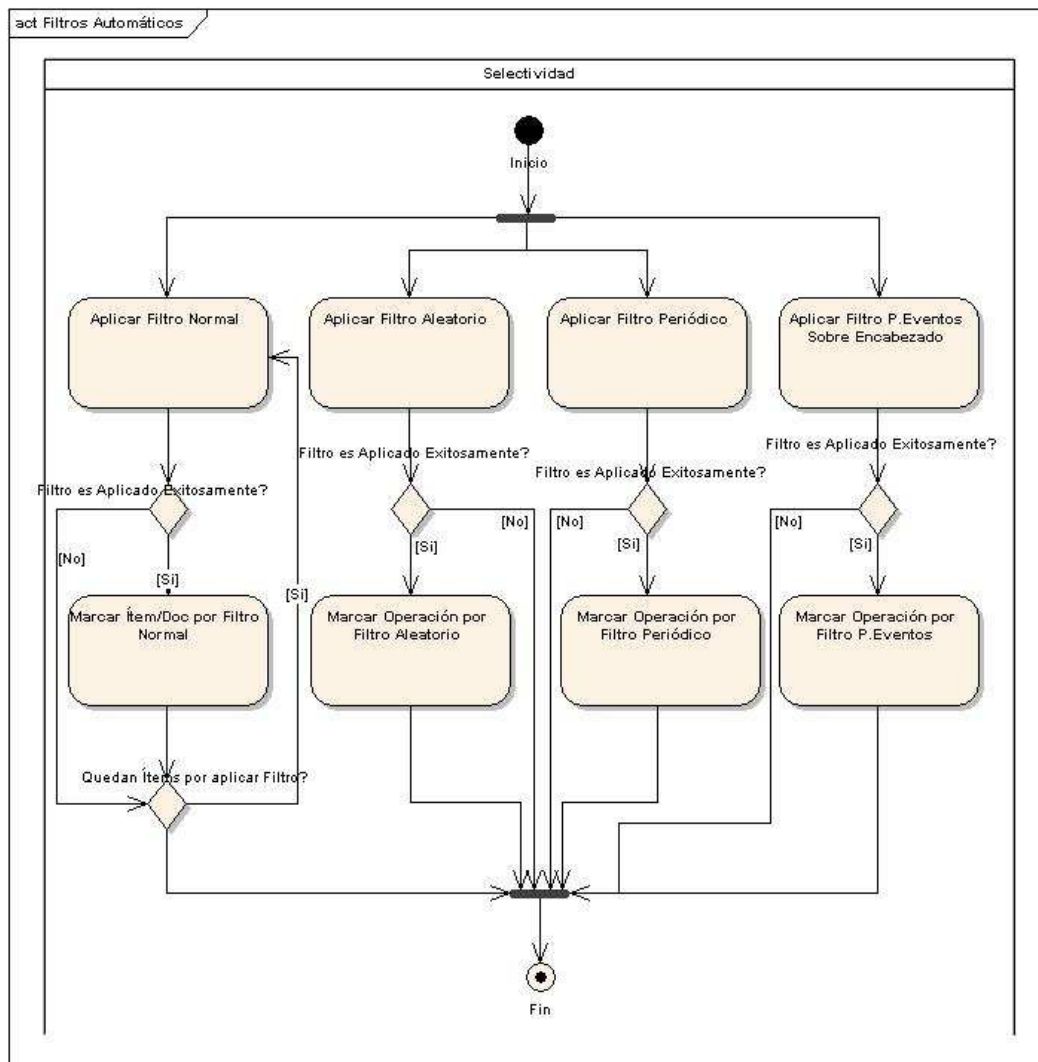 act Filtros Automáticos
Selectividad
Inicio
Aplicar Filtro Normal
Aplicar Filtro Aleatorio
Aplicar Filtro Periódico
Aplicar Filtro P.Eventos
Sobre Encabezado
Filtro es Aplicado Exitosamente?
Filtro es Aplicado Exitosamente?
Filtro es Aplicado Exitosamente?
Filtro es Aplicado Exitosamente?
[No]
[No]
[No]
[No]
[Si]
[Si]
[Si]
[Si]
[Si]
Marcar Ítem/Doc por Filtro
Normal
Marcar Operación por
Filtro Aleatorio
Marcar Operación por
Filtro Periódico
Marcar Operación por
Filtro P.Eventos
Quedan Ítems por aplicar Filtro?
Fin